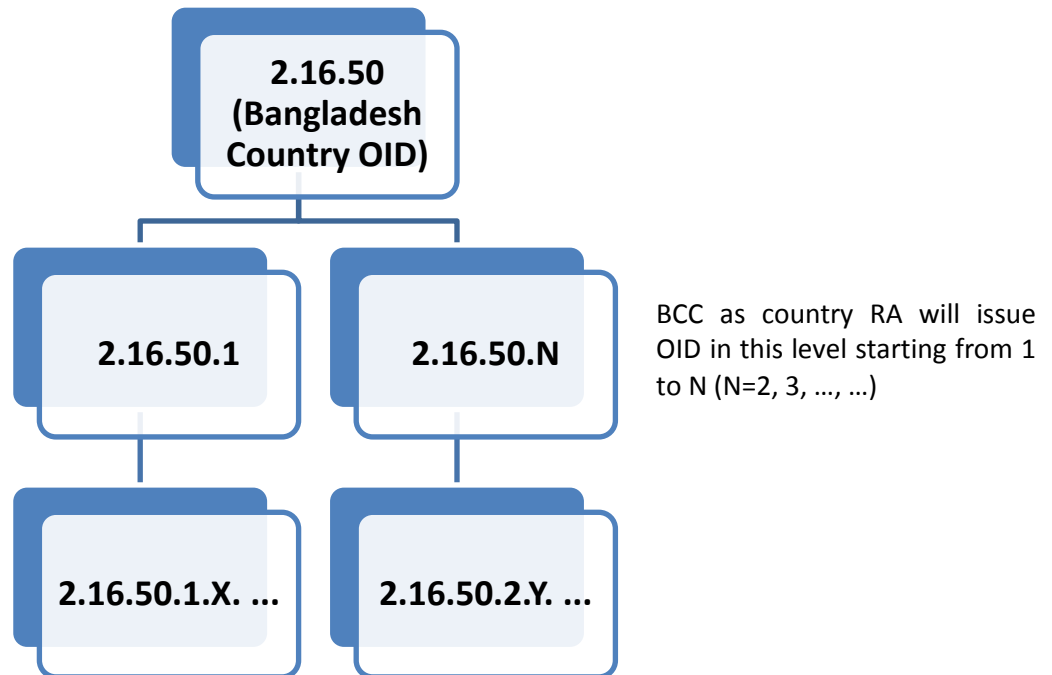 2.16.50
(Bangladesh
Country OID)
2.16.50.1
2.16.50.N
BCC as country RA will issue
OID in this level starting from 1
to N (N=2, 3, ..., ...)
2.16.50.1.X. ...
2.16.50.2.Y. ...